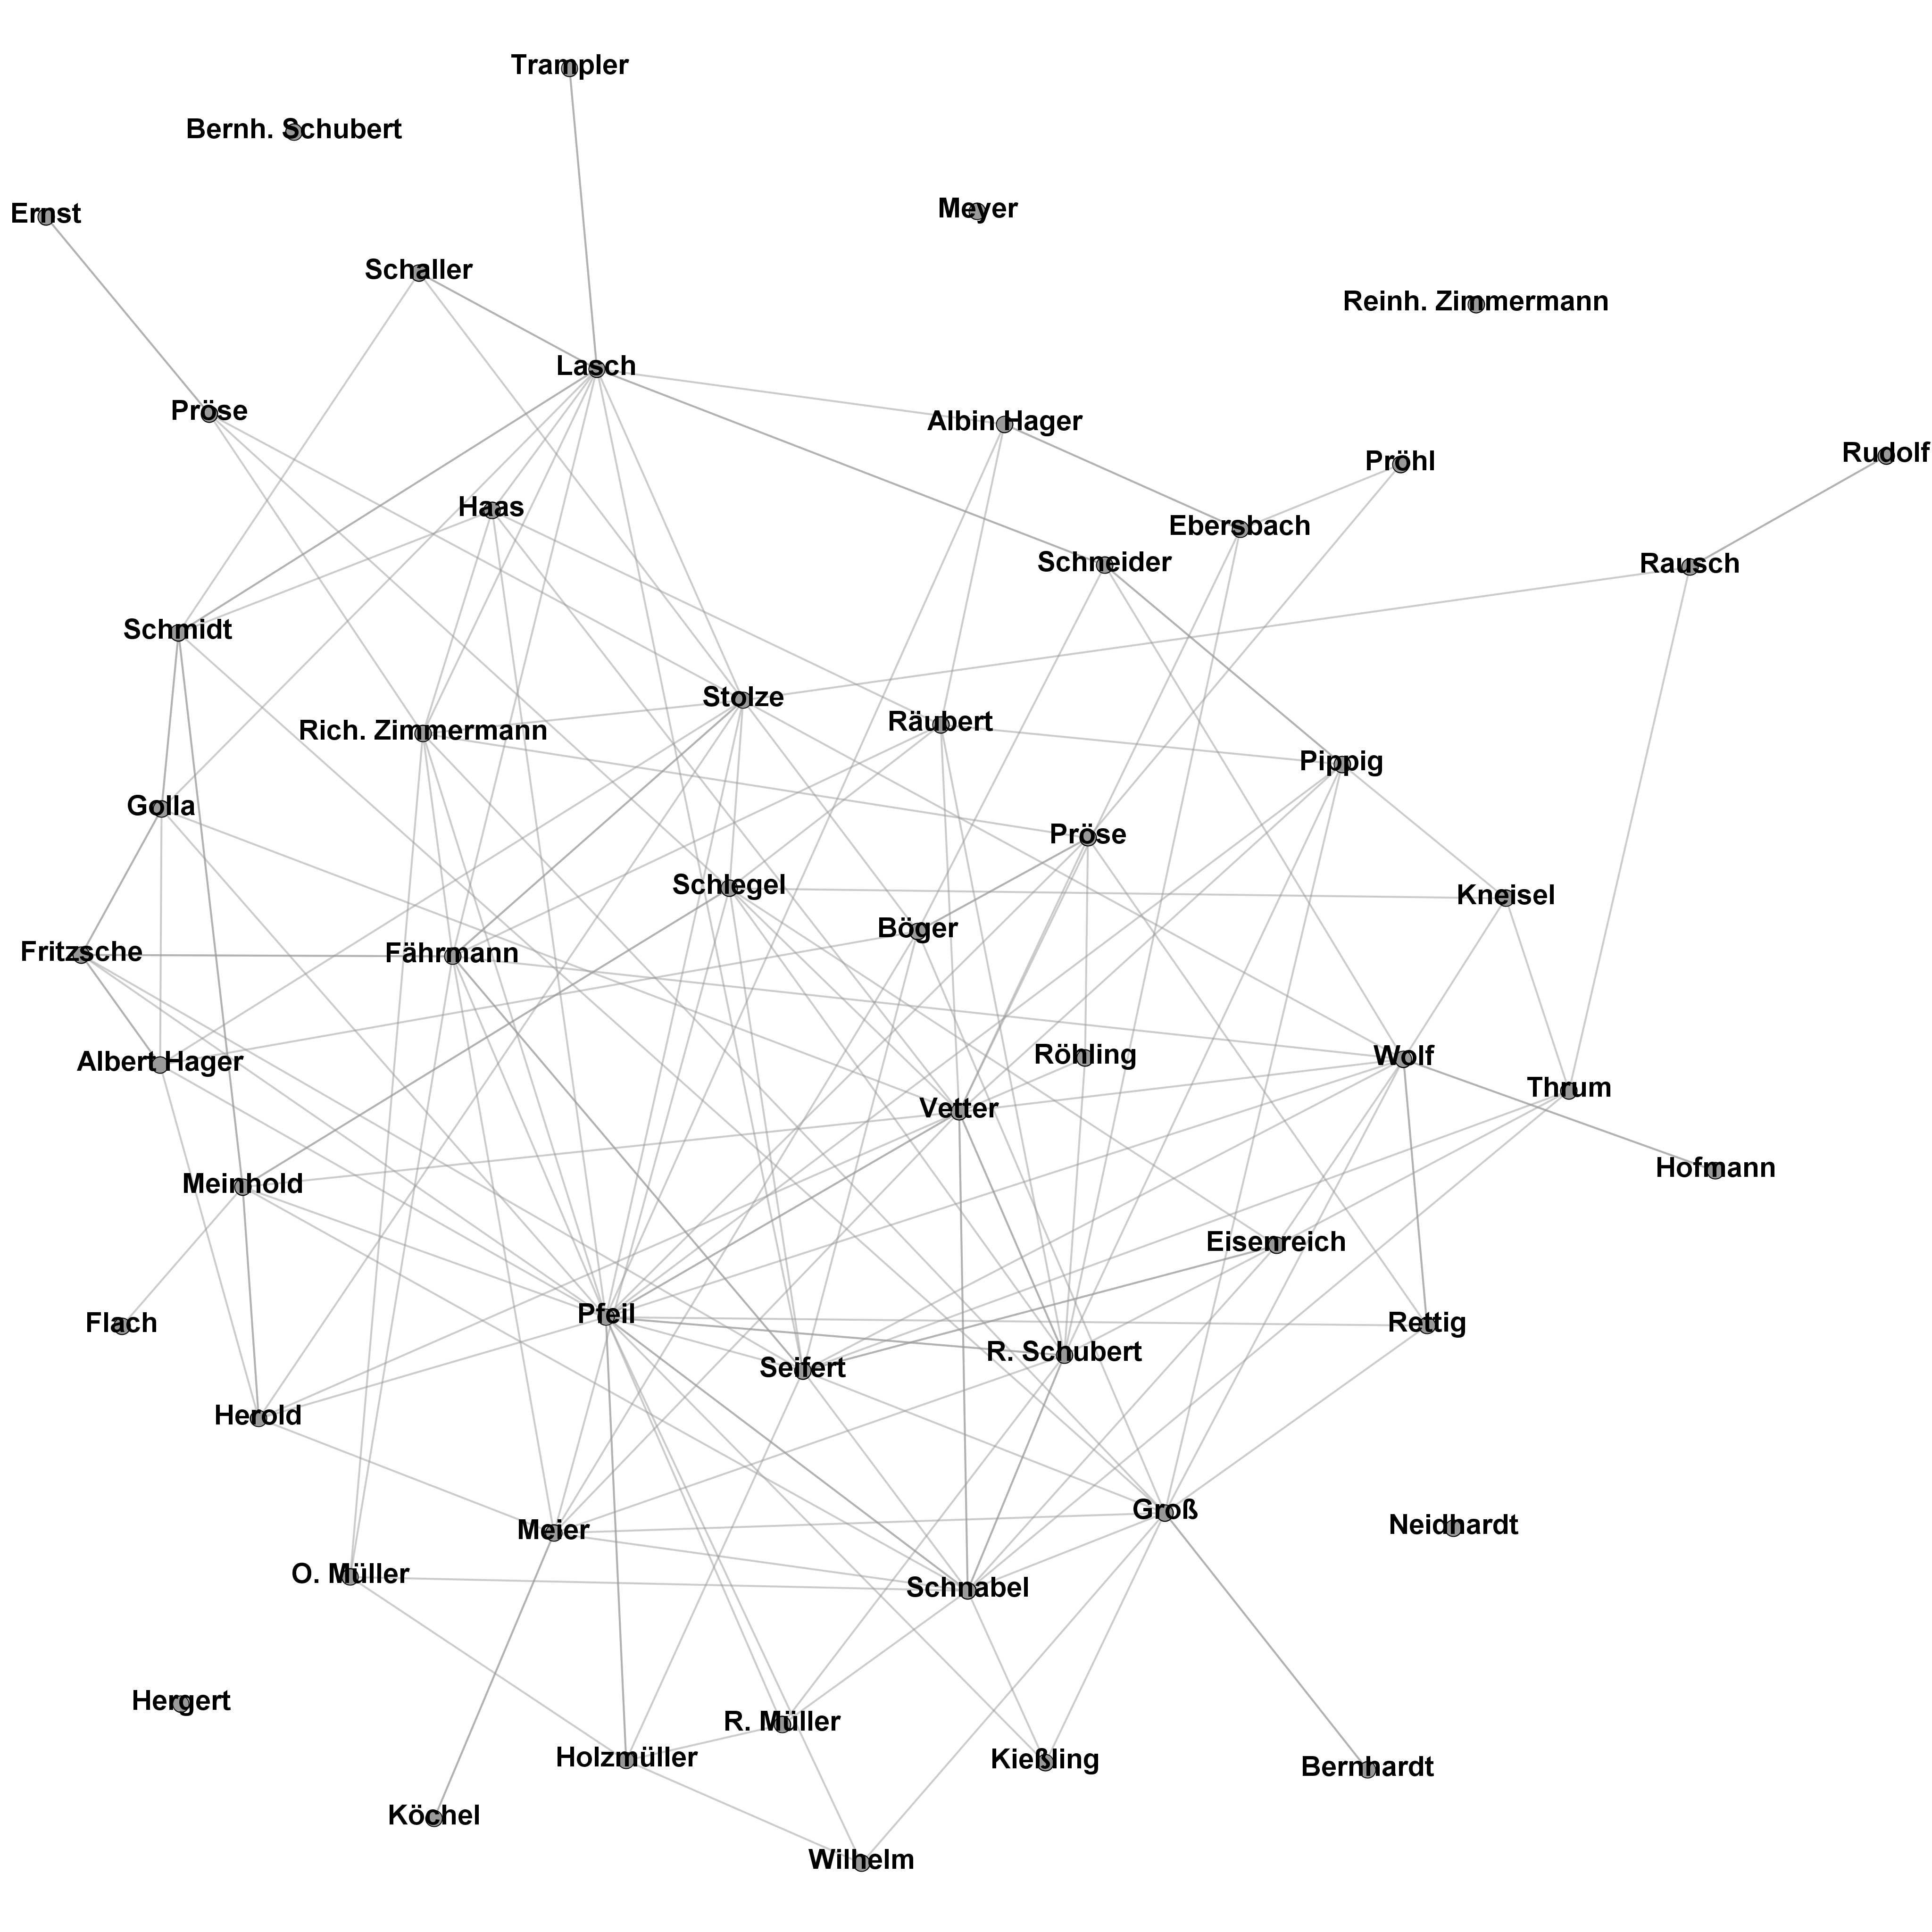 Trampler
Bernh. Schubert
Ernst
Meyer
Schaller
Reinh. Zimmermann
Lasch
Pröse
Albin Hager
Pröhl
Rudolf
Haas
Ebersbach
Schneider
Rausch
Schmidt
Stolze
Räubert
Rich. Zimmermann
Pippig
Golla
Pröse
Schlegel
Kneisel
Böger
Fritzsche
Fährmann
Röhling
Wolf
Albert Hager
Thrum
Vetter
Hofmann
Meinhold
Eisenreich
Pfeil
Flach
Rettig
R. Schubert
Seifert
Herold
Groß
Neidhardt
Meier
O. Müller
Schnabel
Hergert
R. Müller
Holzmüller
Kießling
Bernhardt
Köchel
Wilhelm